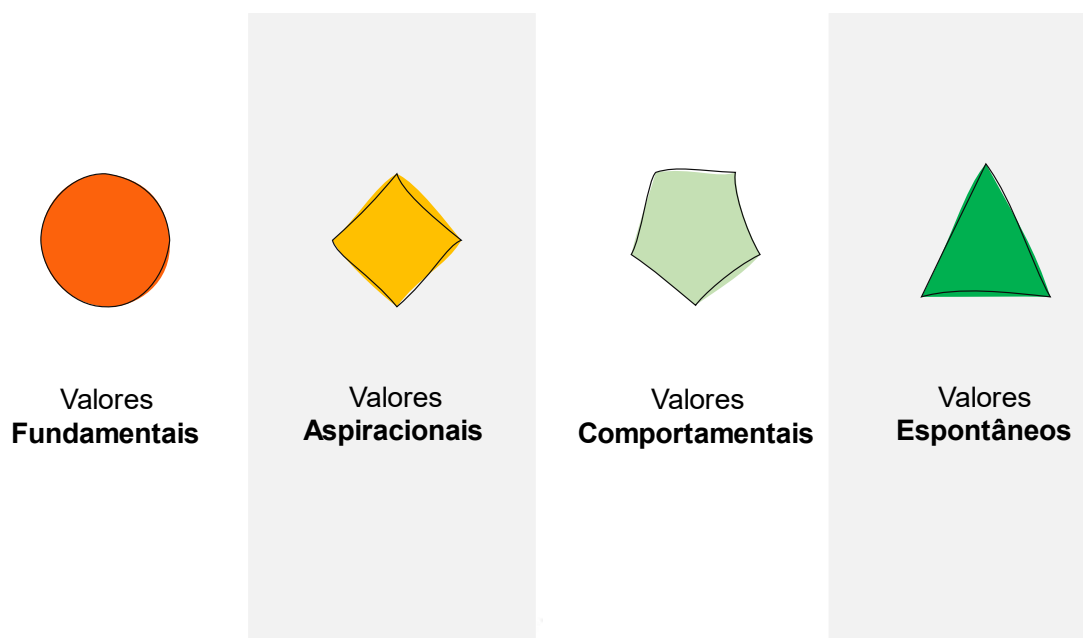 Valores
Fundamentais
Valores
Aspiracionais
Valores
Comportamentais
Valores
Espontâneos